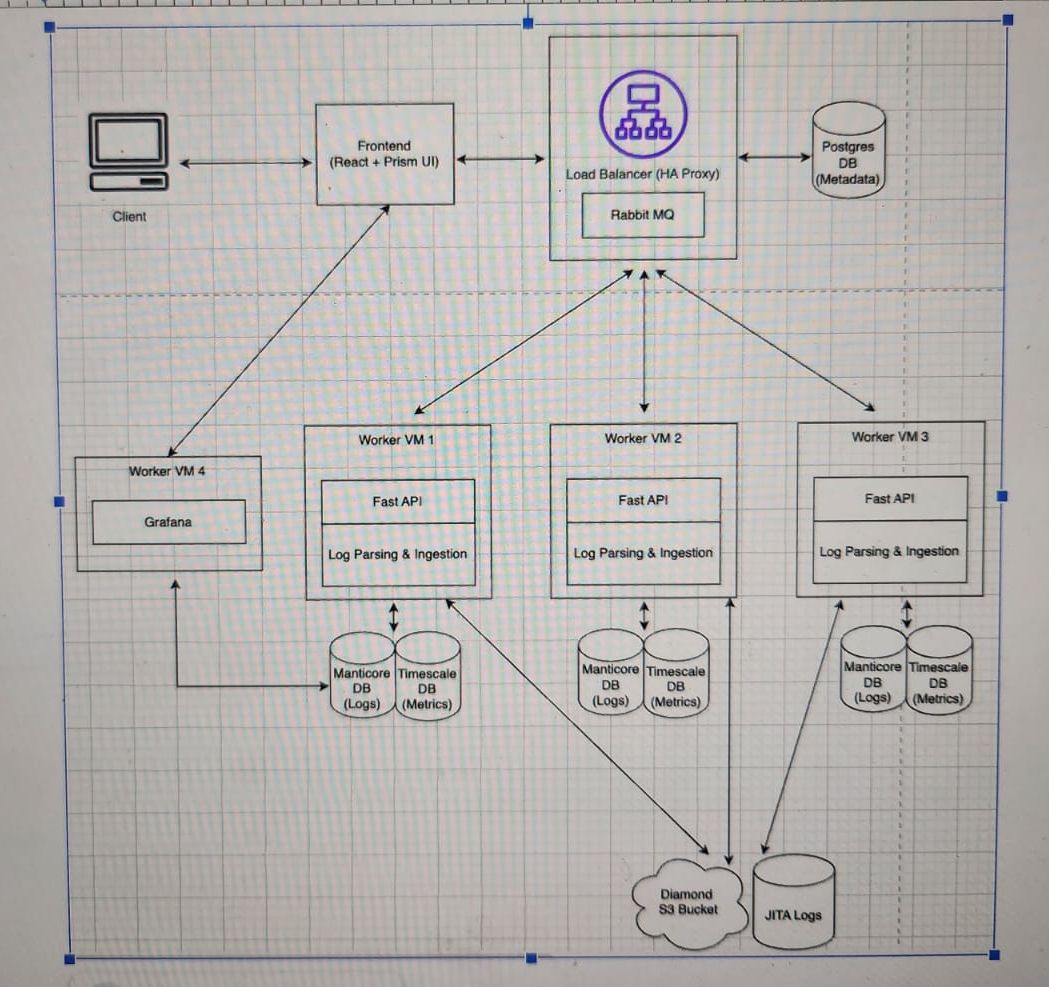 Client
Frontend
(React + Prism UI)
Load Balancer (HA Proxy)
Rabbit MQ
Postgres
DB
(Metadata)
Worker VM 4
Grafana
Worker VM 1
Fast API
Log Parsing & Ingestion
Worker VM 2
Fast API
Log Parsing & Ingestion
Worker VM 3
Fast API
Log Parsing & Ingestion
Manticore
DB
(Logs)
Timescale
DB
(Metrics)
Manticore
DB
(Logs)
Timescale
DB
(Metrics)
Manticore
DB
(Logs)
Timescale
DB
(Metrics)
Diamond
S3 Bucket
JITA Logs